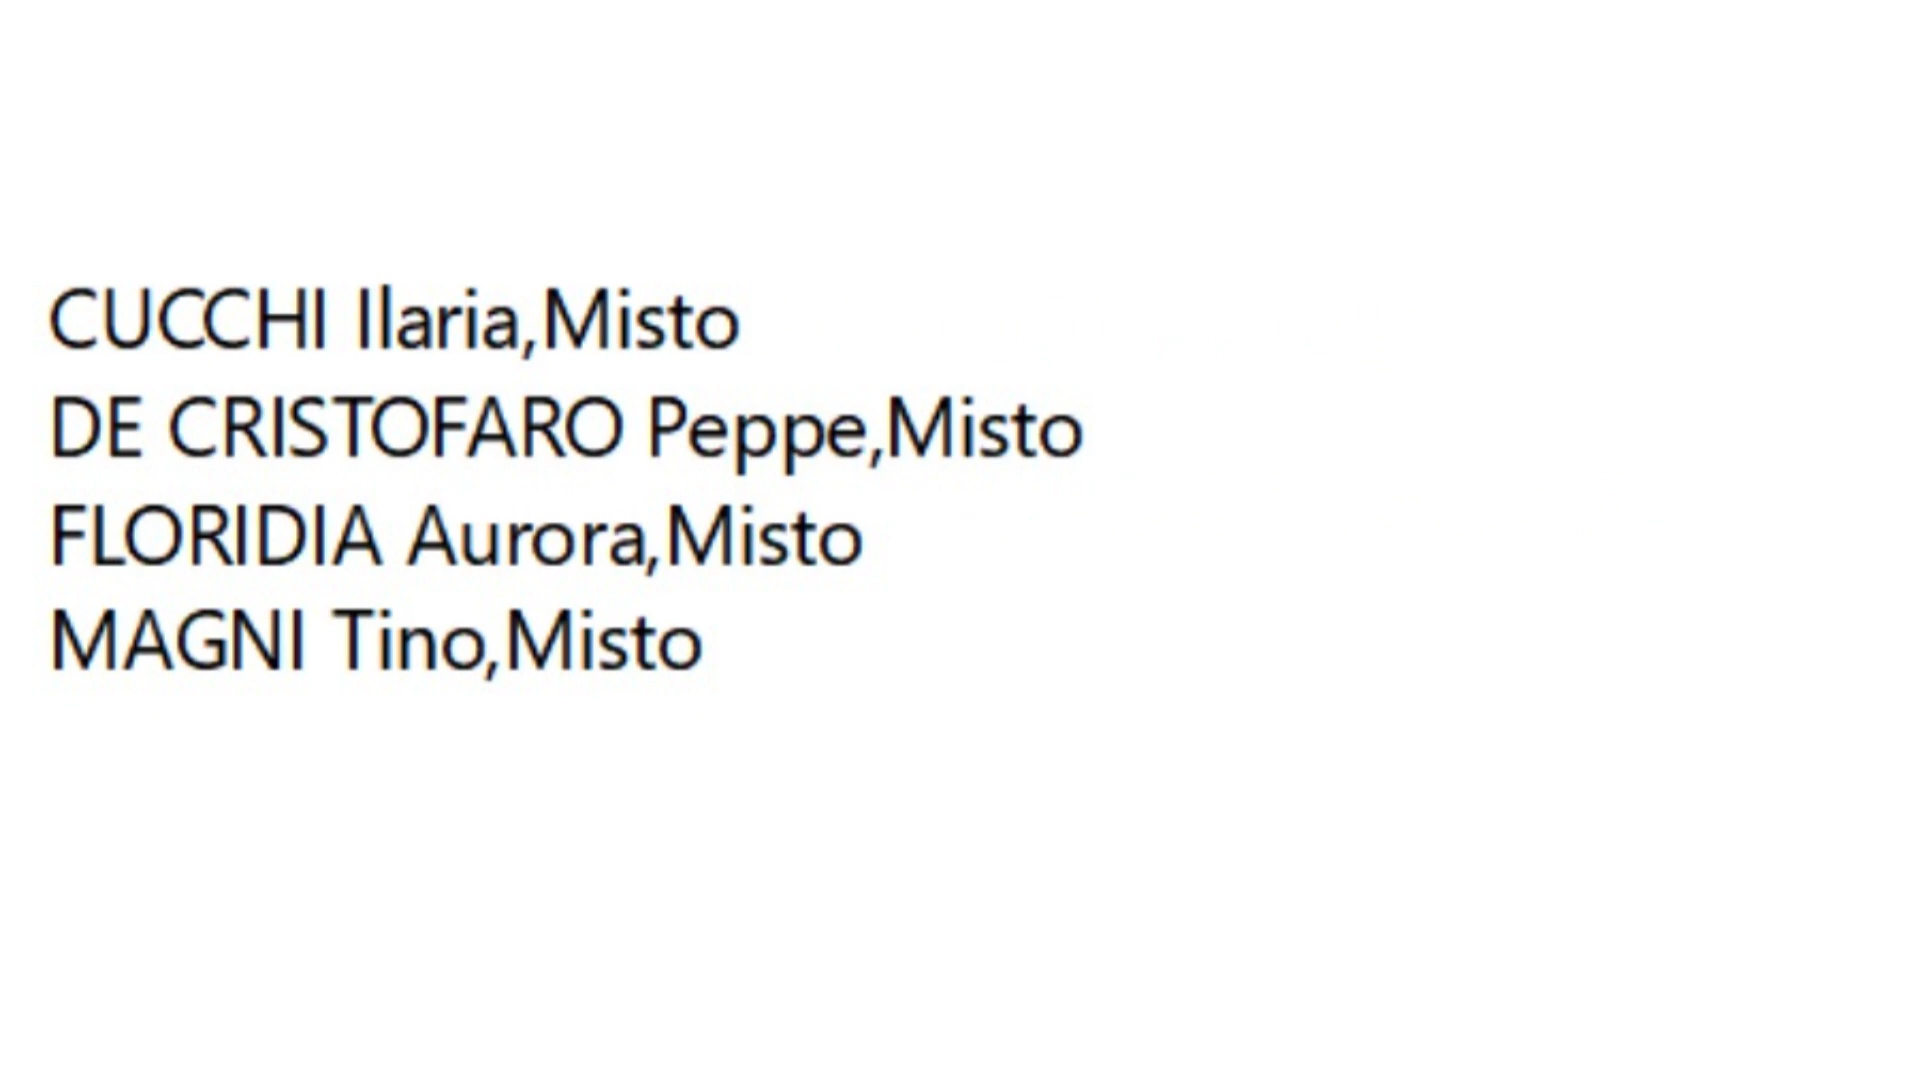 CUCCHI Ilaria,Misto
DE CRISTOFARO Peppe,Misto
FLORIDIA Aurora,Misto
MAGNI Tino,Misto